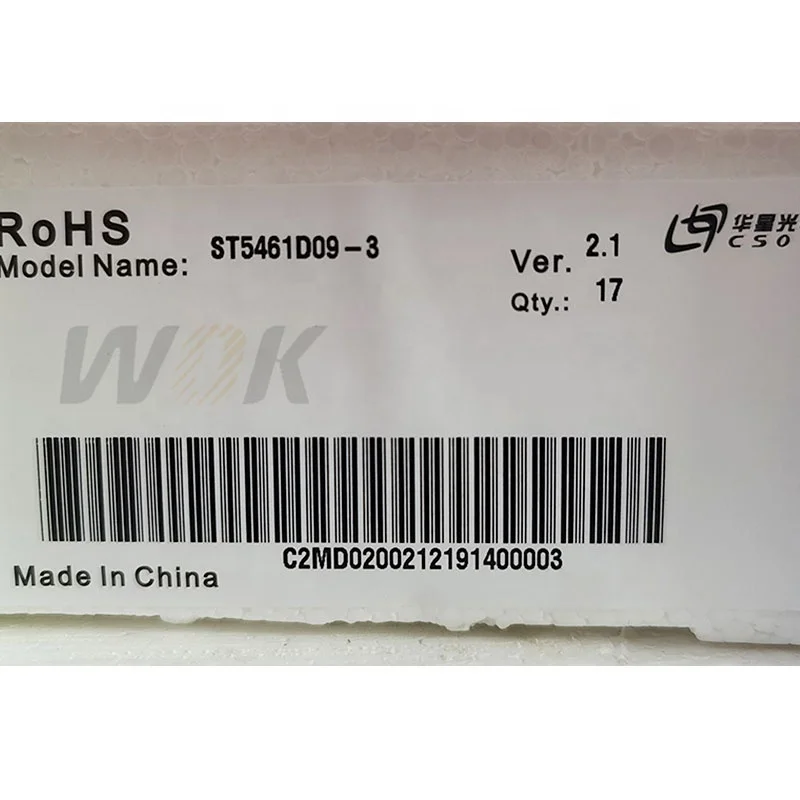 RoHS
Model Name: ST5461D09-3
Ver. 2.1
Qty.: 17
华星光
CSO
WOK
C2MD0200212191400003
Made In China